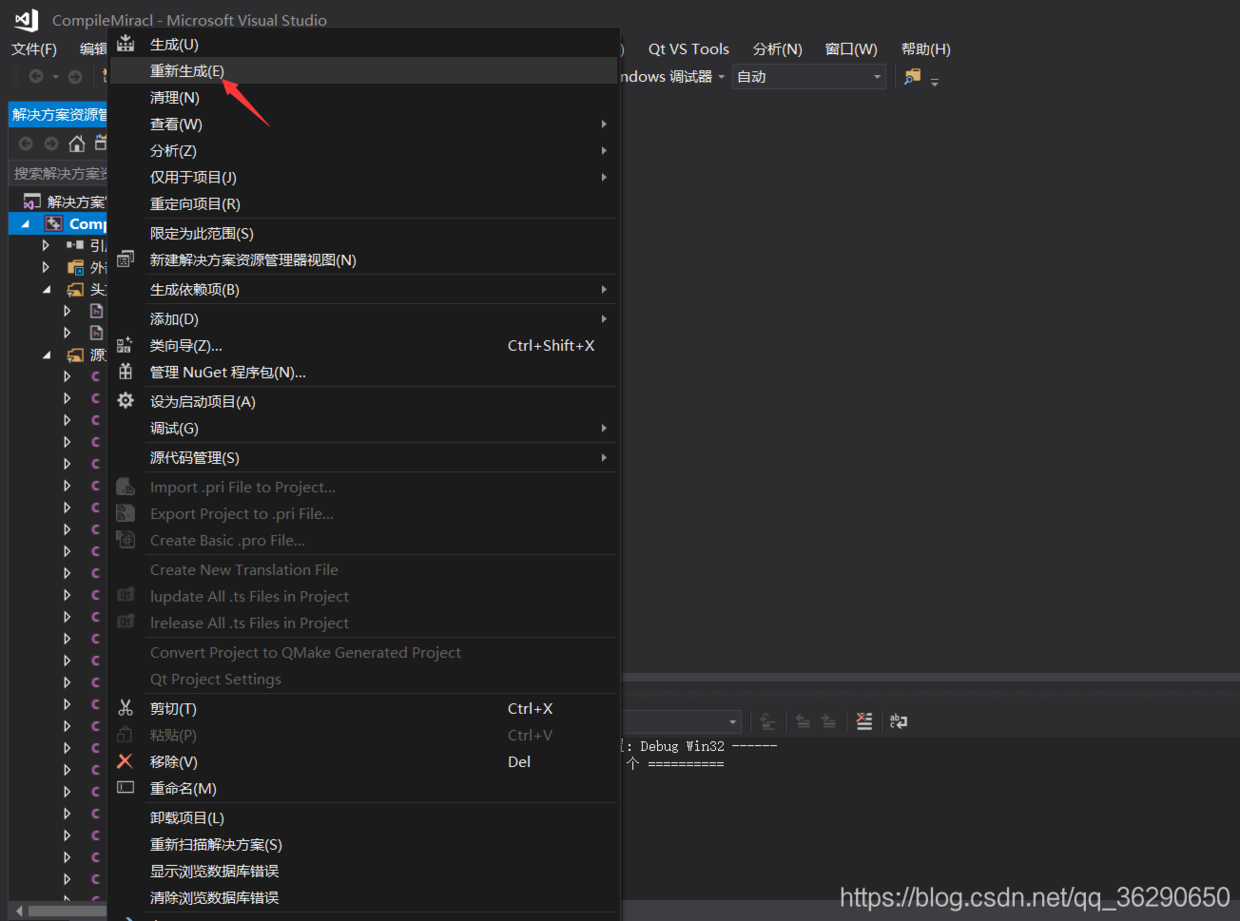 CompileMiracl - Microsoft Visual Studio
文件(F) 编辑 Qt VS Tools 分析(N) 窗口(W) 帮助(H)
ndows 调试器 自动
解决方案资源管
搜索解决方案资
解决方案
Comp
引
外
头文
源
生成(U)
重新生成(E)
清理(N)
查看(W)
分析(Z)
仅用于项目(J)
重定向项目(R)
限定为此范围(S)
新建解决方案资源管理器视图(N)
生成依赖项(B)
添加(D)
类向导(Z)... Ctrl+Shift+X
管理 NuGet 程序包(N)...
设为启动项目(A)
调试(G)
源代码管理(S)
Import .pri File to Project...
Export Project to .pri File...
Create Basic .pro File...
Create New Translation File
lupdate All .ts Files in Project
lrelease All .ts Files in Project
Convert Project to QMake Generated Project
Qt Project Settings
剪切(T) Ctrl+X
粘贴(P) Ctrl+V
移除(V) Del
重命名(M)
卸载项目(L)
重新扫描解决方案(S)
显示浏览数据库错误
清除浏览数据库错误
: Debug Win32 ------
个 ==========
https://blog.csdn.net/qq_36290650